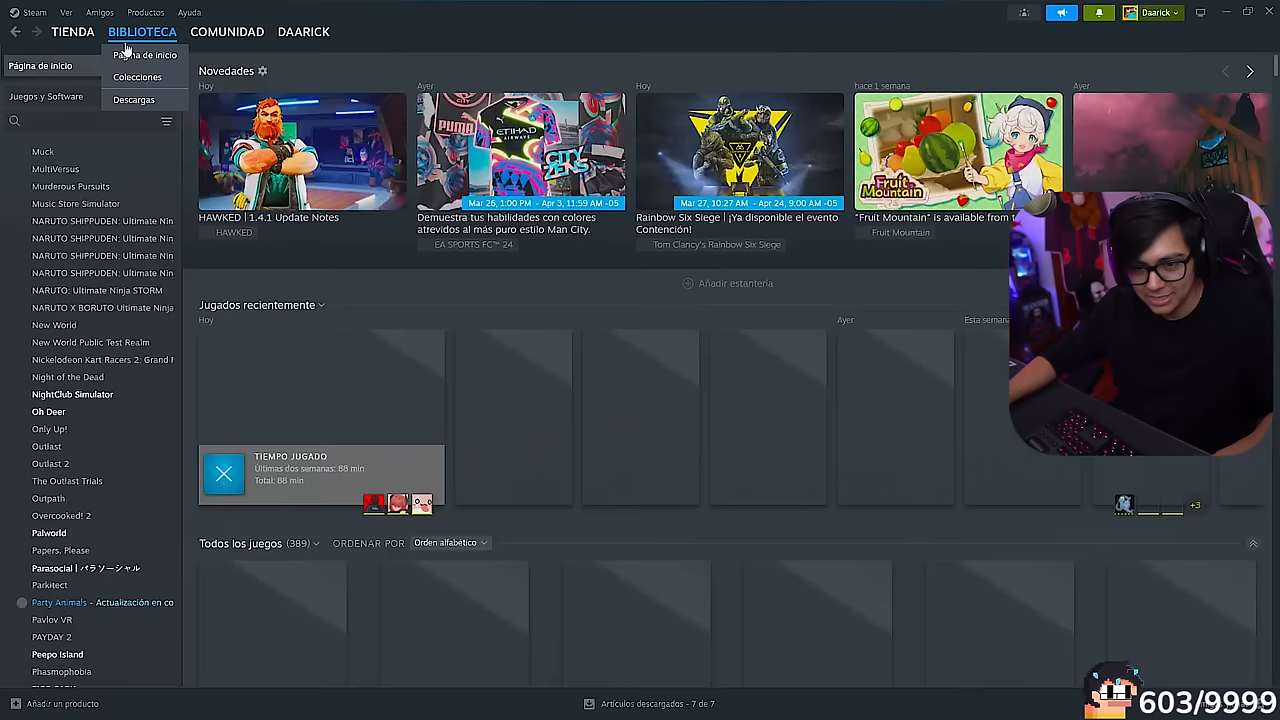 Steam Ver Amigos Productos Ayuda
Daarick
TIENDA BIBLIOTECA COMUNIDAD DAARICK
Página de inicio
Página de inicio
Colecciones
Descargas
Juegos y Software
Muck
MultiVersus
Murderous Pursuits
Music Store Simulator
NARUTO SHIPPUDEN: Ultimate Nin
NARUTO SHIPPUDEN: Ultimate Nin
NARUTO SHIPPUDEN: Ultimate Nin
NARUTO SHIPPUDEN: Ultimate Nin
NARUTO: Ultimate Ninja STORM
NARUTO X BORUTO Ultimate Ninja
New World
New World Public Test Realm
Nickelodeon Kart Racers 2: Grand P
Night of the Dead
NightClub Simulator
Oh Deer
Only Up!
Outlast
Outlast 2
The Outlast Trials
Outpath
Overcooked! 2
Palworld
Papers, Please
Parasocial | パラソーシャル
Parkitect
Party Animals - Actualización en co
Pavlov VR
PAYDAY 2
Peepo Island
Phasmophobia
Añadir un producto
Novedades
Hoy
Ayer
Hoy
hace 1 semana
Ayer
PUMA
ETIHAD
AIRWAYS
CITY
ZENS
Fruit
Mountain
Mar 26, 1:00 PM - Apr 3, 11:59 AM -05
Mar 27, 10:27 AM - Apr 24, 9:00 AM -05
HAWKED | 1.4.1 Update Notes
HAWKED
Demuestra tus habilidades con colores
atrevidos al más puro estilo Man City.
EA SPORTS FC™ 24
Rainbow Six Siege | ¡Ya disponible el evento
Contención!
Tom Clancy's Rainbow Six Siege
"Fruit Mountain" is available from t
Fruit Mountain
Añadir estantería
Jugados recientemente
Hoy
Ayer
Esta semana
TIEMPO JUGADO
Últimas dos semanas: 88 min
Total: 88 min
+3
Todos los juegos (389) ORDENAR POR Orden alfabético
Artículos descargados - 7 de 7
603/9999